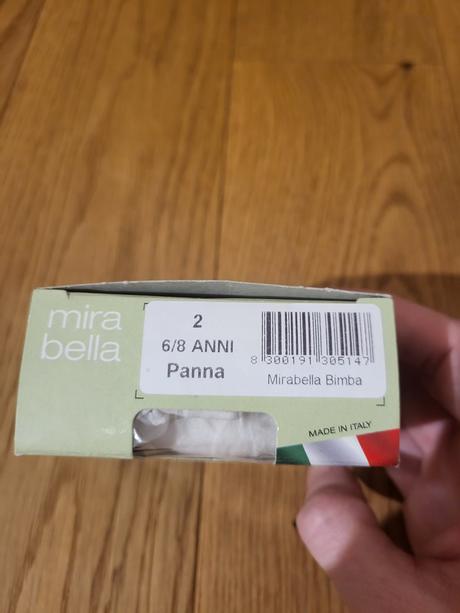 mira
bella
2
6/8 ANNI
Panna
8 300191 305147
Mirabella Bimba
MADE IN ITALY